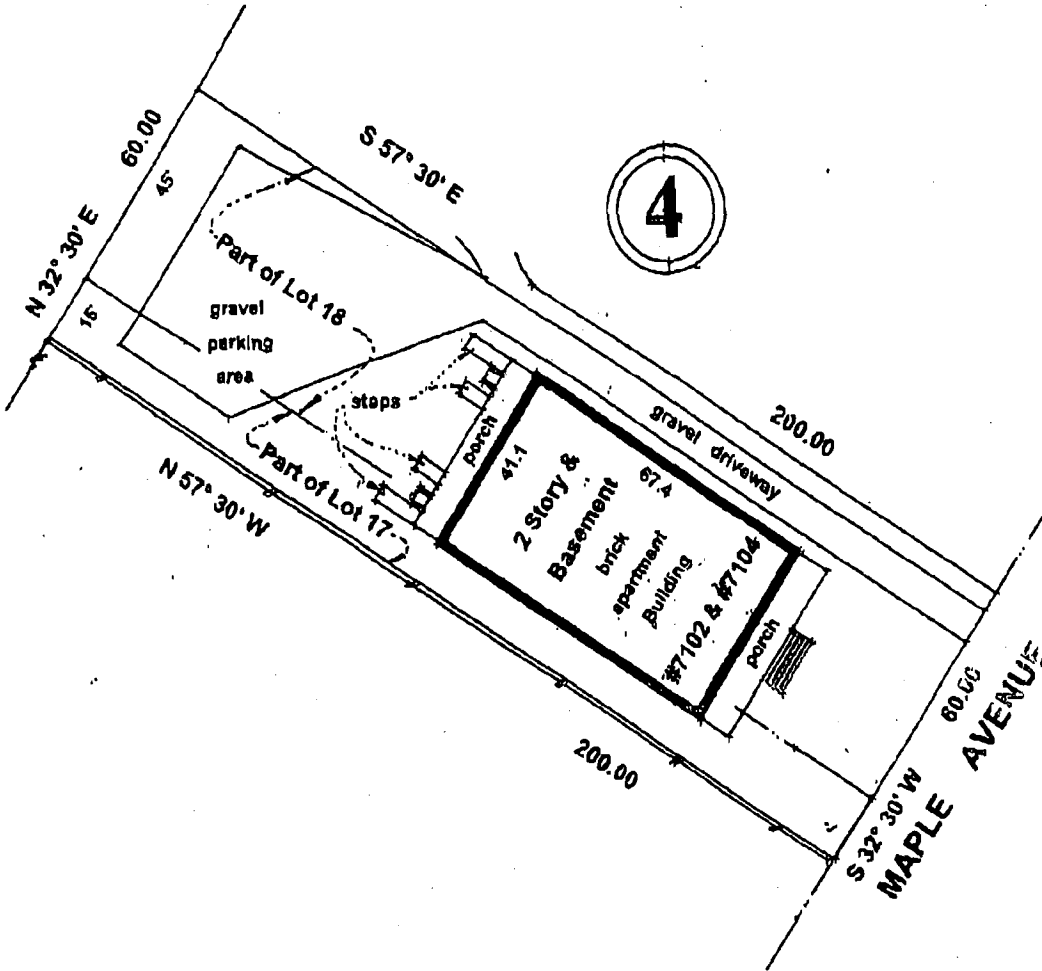 60.00
S 57° 30' E
4
45'
N 32° 30' E
15'
Part of Lot 18
gravel
parking
area
steps
Part of Lot 17
N 57° 30' W
porch
41.1
67.4
2 Story &
Basement
brick
apartment
Building
#7102 & #7104
gravel driveway
200.00
porch
200.00
60.00
S 32° 30' W
MAPLE AVENUE